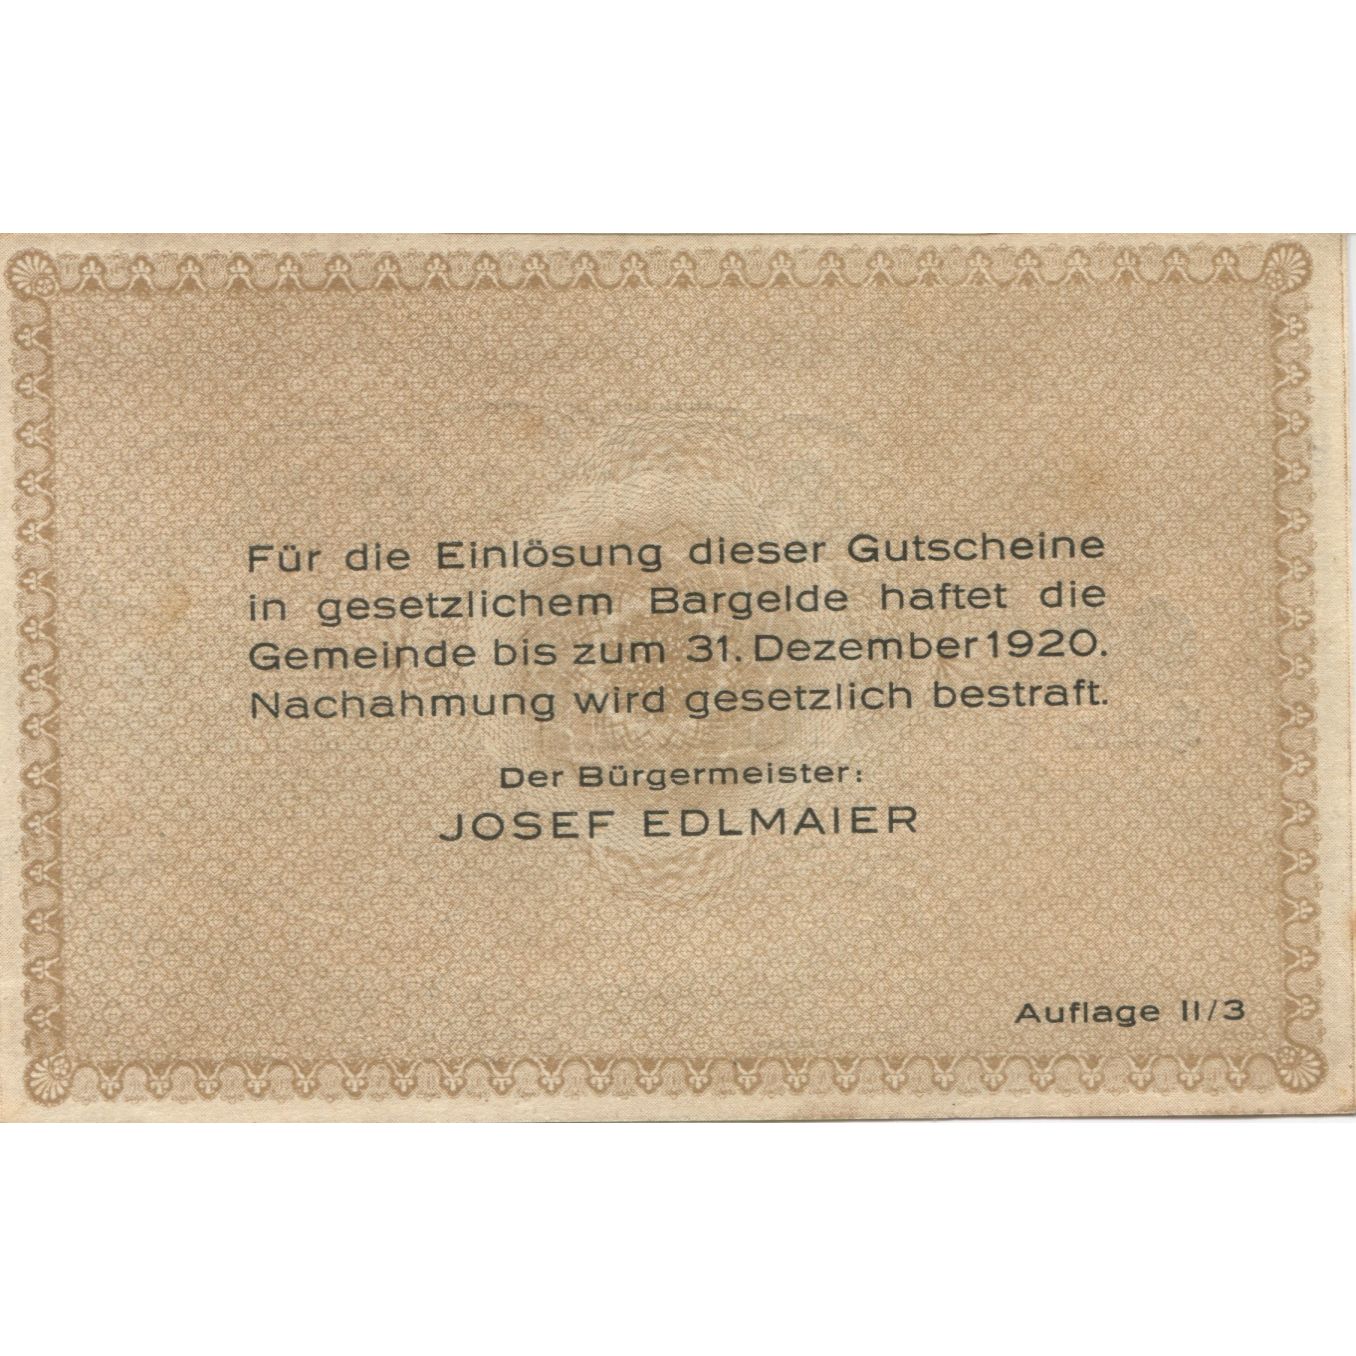 Für die Einlösung dieser Gutscheine
in gesetzlichem Bargelde haftet die
Gemeinde bis zum 31. Dezember 1920.
Nachahmung wird gesetzlich bestraft.
Der Bürgermeister:
JOSEF EDLMAIER
Auflage II/3